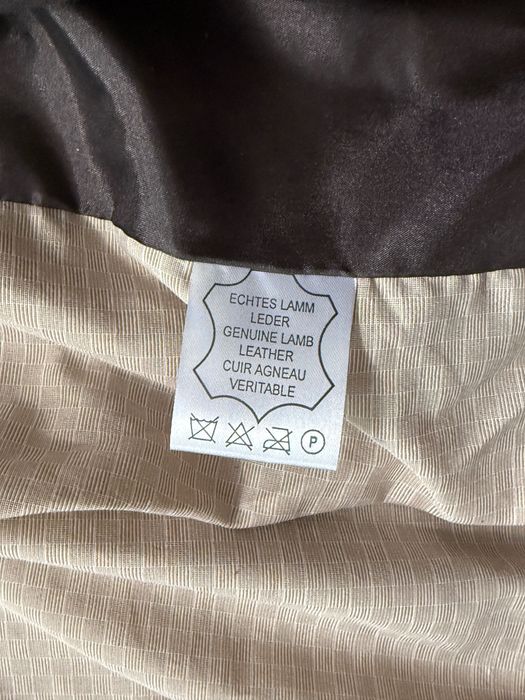 ECHTES LAMM
LEDER
GENUINE LAMB
LEATHER
CUIR AGNEAU
VERITABLE
P